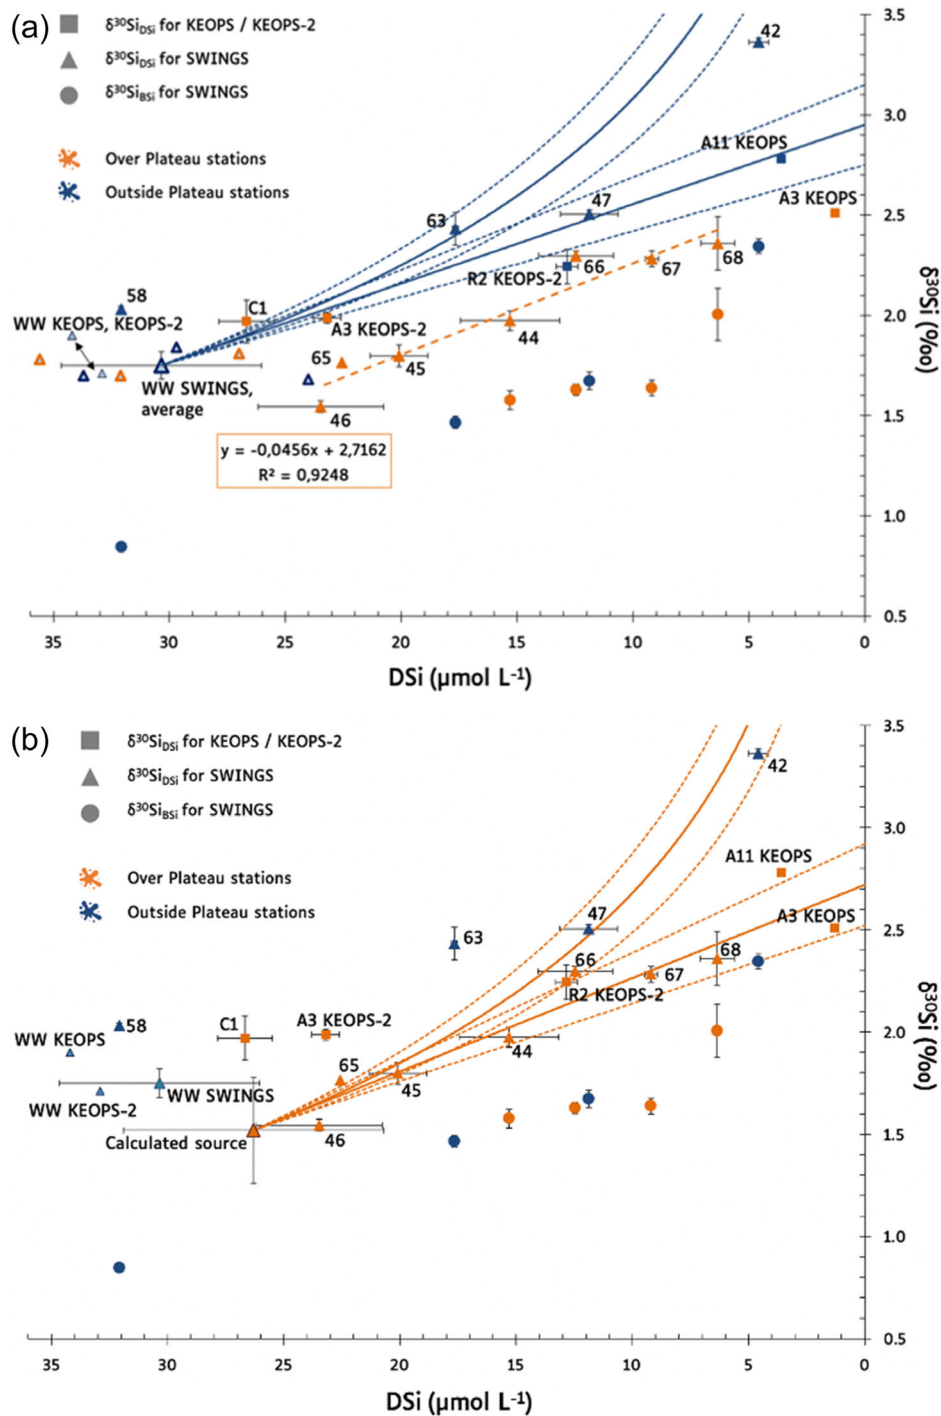 (a)
δ³⁰Si_DSi for KEOPS / KEOPS-2
δ³⁰Si_DSi for SWINGS
δ³⁰Si_BSi for SWINGS
Over Plateau stations
Outside Plateau stations
42
A11 KEOPS
A3 KEOPS
63
47
R2 KEOPS-2
66
67
68
58
WW KEOPS, KEOPS-2
C1
A3 KEOPS-2
44
65
45
WW SWINGS,
average
46
y = -0,0456x + 2,7162
R² = 0,9248
3.5
3.0
2.5
2.0
1.5
1.0
0.5
δ³⁰Si (‰)
35 30 25 20 15 10 5 0
DSi (µmol L⁻¹)
(b)
δ³⁰Si_DSi for KEOPS / KEOPS-2
δ³⁰Si_DSi for SWINGS
δ³⁰Si_BSi for SWINGS
Over Plateau stations
Outside Plateau stations
42
A11 KEOPS
A3 KEOPS
47
63
66
67
68
R2 KEOPS-2
58
WW KEOPS
C1
A3 KEOPS-2
44
65
45
WW SWINGS
WW KEOPS-2
Calculated source
46
3.5
3.0
2.5
2.0
1.5
1.0
0.5
δ³⁰Si (‰)
35 30 25 20 15 10 5 0
DSi (µmol L⁻¹)